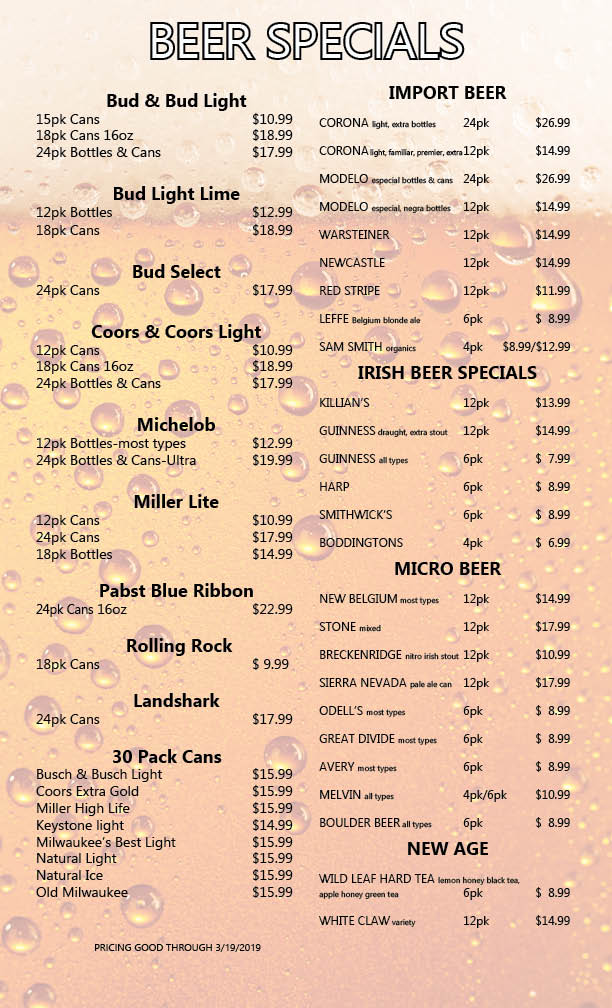 BEER SPECIALS
Bud & Bud Light
15pk Cans $10.99
18pk Cans 16oz $18.99
24pk Bottles & Cans $17.99
Bud Light Lime
12pk Bottles $12.99
18pk Cans $18.99
Bud Select
24pk Cans $17.99
Coors & Coors Light
12pk Cans $10.99
18pk Cans 16oz $18.99
24pk Bottles & Cans $17.99
Michelob
12pk Bottles-most types $12.99
24pk Bottles & Cans-Ultra $19.99
Miller Lite
12pk Cans $10.99
24pk Cans $17.99
18pk Bottles $14.99
Pabst Blue Ribbon
24pk Cans 16oz $22.99
Rolling Rock
18pk Cans $ 9.99
Landshark
24pk Cans $17.99
30 Pack Cans
Busch & Busch Light $15.99
Coors Extra Gold $15.99
Miller High Life $15.99
Keystone light $14.99
Milwaukee's Best Light $15.99
Natural Light $15.99
Natural Ice $15.99
Old Milwaukee $15.99
PRICING GOOD THROUGH 3/19/2019
IMPORT BEER
CORONA light, extra bottles 24pk $26.99
CORONA light, familiar, premier, extra 12pk $14.99
MODELO especial bottles & cans 24pk $26.99
MODELO especial, negra bottles 12pk $14.99
WARSTEINER 12pk $14.99
NEWCASTLE 12pk $14.99
RED STRIPE 12pk $11.99
LEFFE Belgium blonde ale 6pk $ 8.99
SAM SMITH organics 4pk $8.99/$12.99
IRISH BEER SPECIALS
KILLIAN'S 12pk $13.99
GUINNESS draught, extra stout 12pk $14.99
GUINNESS all types 6pk $ 7.99
HARP 6pk $ 8.99
SMITHWICK'S 6pk $ 8.99
BODDINGTONS 4pk $ 6.99
MICRO BEER
NEW BELGIUM most types 12pk $14.99
STONE mixed 12pk $17.99
BRECKENRIDGE nitro irish stout 12pk $10.99
SIERRA NEVADA pale ale can 12pk $17.99
ODELL'S most types 6pk $ 8.99
GREAT DIVIDE most types 6pk $ 8.99
AVERY most types 6pk $ 8.99
MELVIN all types 4pk/6pk $10.99
BOULDER BEER all types 6pk $ 8.99
NEW AGE
WILD LEAF HARD TEA lemon honey black tea,
apple honey green tea 6pk $ 8.99
WHITE CLAW variety 12pk $14.99